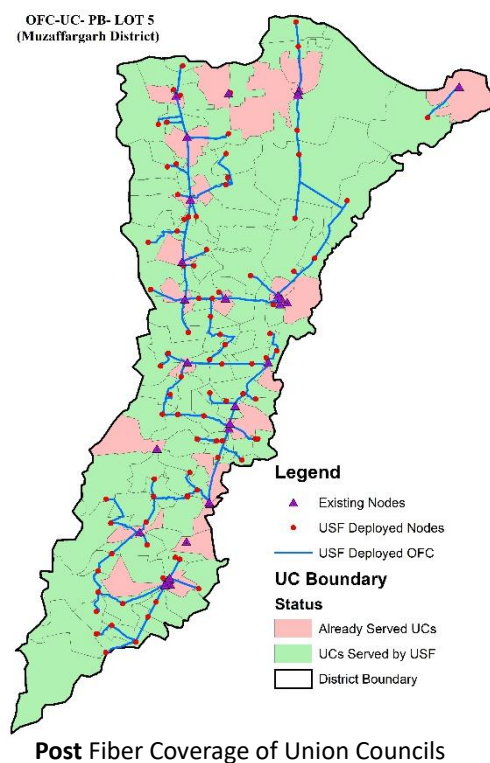 OFC-UC- PB- LOT 5
(Muzaffargarh District)
Legend
Existing Nodes
USF Deployed Nodes
USF Deployed OFC
UC Boundary
Status
Already Served UCs
UCs Served by USF
District Boundary
Post Fiber Coverage of Union Councils